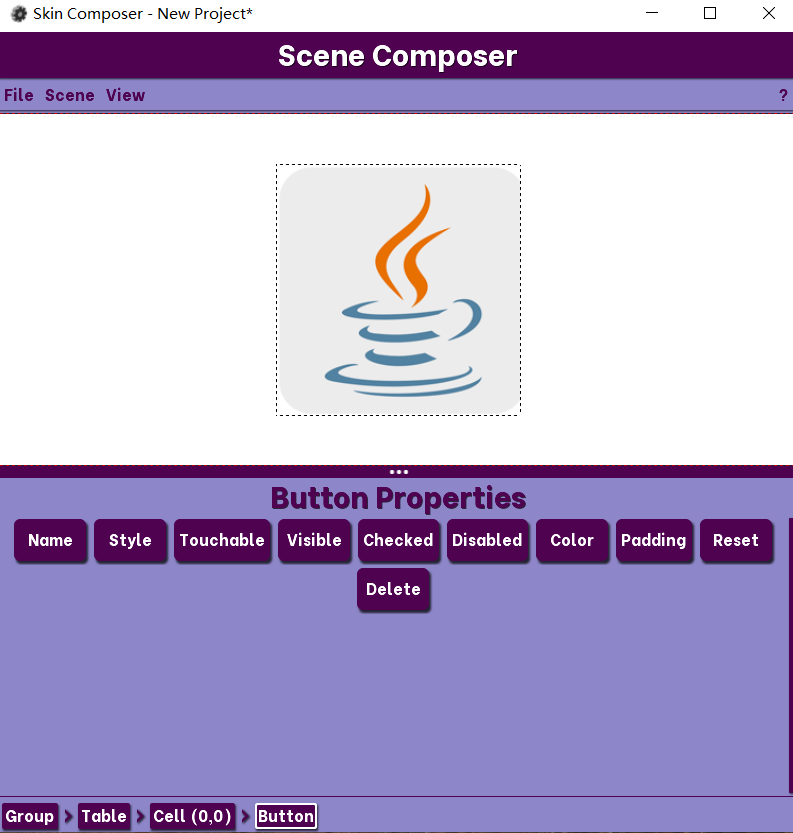 Skin Composer - New Project*
Scene Composer
File Scene View ?
Button Properties
Name Style Touchable Visible Checked Disabled Color Padding Reset
Delete
Group > Table > Cell (0,0) > Button